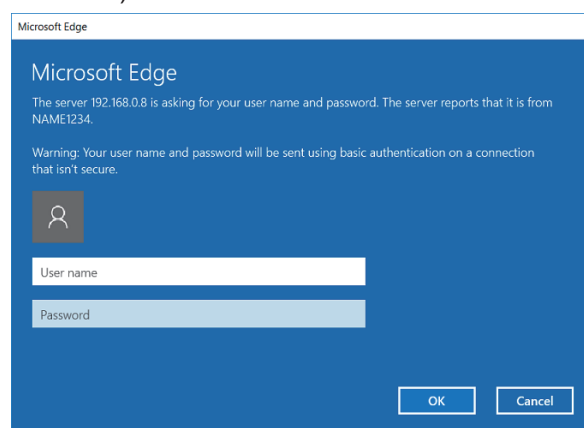 Microsoft Edge
Microsoft Edge
The server 192.168.0.8 is asking for your user name and password. The server reports that it is from
NAME1234.
Warning: Your user name and password will be sent using basic authentication on a connection
that isn't secure.
User name
Password
OK Cancel